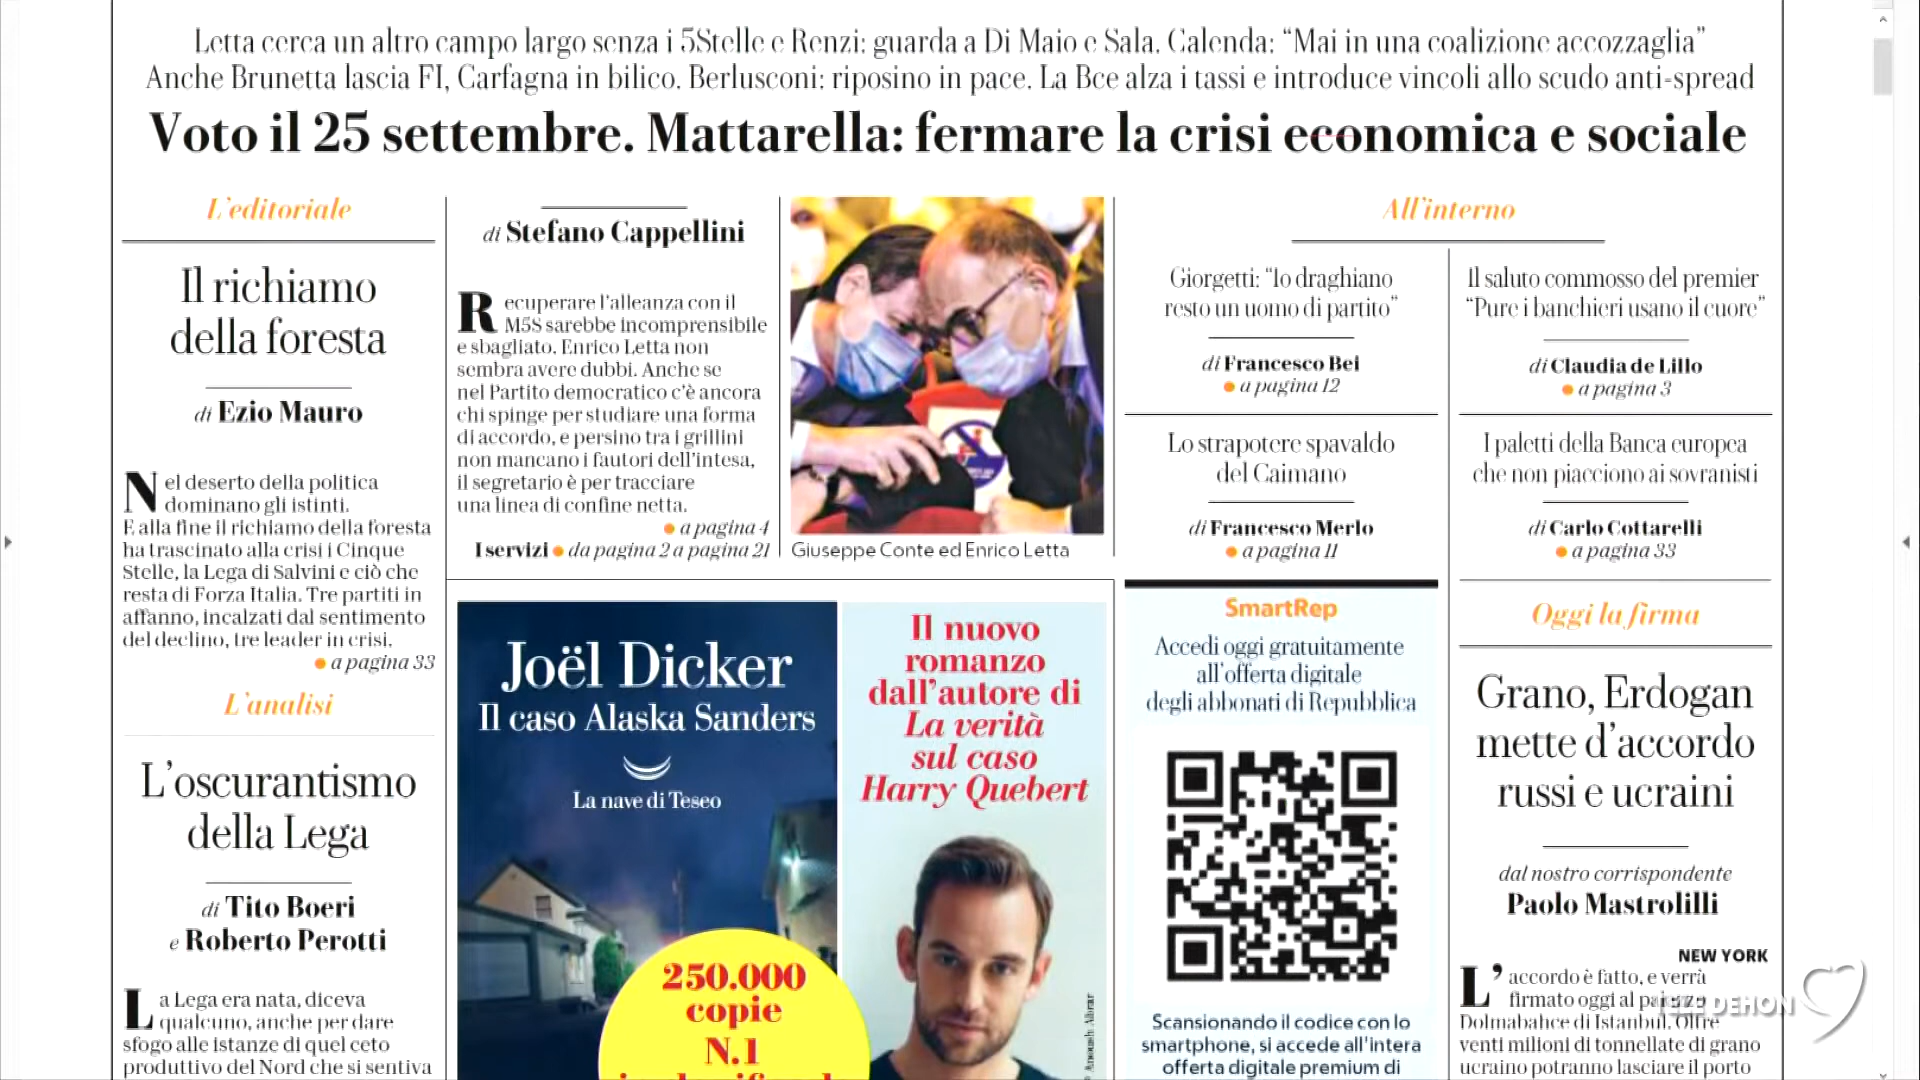 Letta cerca un altro campo largo senza i 5Stelle e Renzi: guarda a Di Maio e Sala. Calenda: “Mai in una coalizione accozzaglia”
Anche Brunetta lascia FI, Carfagna in bilico. Berlusconi: riposino in pace. La Bce alza i tassi e introduce vincoli allo scudo anti-spread
Voto il 25 settembre. Mattarella: fermare la crisi economica e sociale
L'editoriale
Il richiamo
della foresta
di Ezio Mauro
Nel deserto della politica
dominano gli istinti.
E alla fine il richiamo della foresta
ha trascinato alla crisi i Cinque
Stelle, la Lega di Salvini e ciò che
resta di Forza Italia. Tre partiti in
affanno, incalzati dal sentimento
del declino, tre leader in crisi.
● a pagina 33
L'analisi
L'oscurantismo
della Lega
di Tito Boeri
e Roberto Perotti
La Lega era nata, diceva
qualcuno, anche per dare
sfogo alle istanze di quel ceto
produttivo del Nord che si sentiva
di Stefano Cappellini
Recuperare l'alleanza con il
M5S sarebbe incomprensibile
e sbagliato. Enrico Letta non
sembra avere dubbi. Anche se
nel Partito democratico c'è ancora
chi spinge per studiare una forma
di accordo, e persino tra i grillini
non mancano i fautori dell'intesa,
il segretario è per tracciare
una linea di confine netta.
● a pagina 4
I servizi ● da pagina 2 a pagina 21
Giuseppe Conte ed Enrico Letta
Joël Dicker
Il caso Alaska Sanders
La nave di Teseo
250.000
copie
N.1
Il nuovo
romanzo
dall'autore di
La verità
sul caso
Harry Quebert
All'interno
Giorgetti: “Io draghiano
resto un uomo di partito”
di Francesco Bei
● a pagina 12
Il saluto commosso del premier
“Pure i banchieri usano il cuore”
di Claudia de Lillo
● a pagina 3
Lo strapotere spavaldo
del Caimano
di Francesco Merlo
● a pagina 11
I paletti della Banca europea
che non piacciono ai sovranisti
di Carlo Cottarelli
● a pagina 33
SmartRep
Accedi oggi gratuitamente
all'offerta digitale
degli abbonati di Repubblica
Scansionando il codice con lo
smartphone, si accede all'intera
offerta digitale premium di
Oggi la firma
Grano, Erdogan
mette d'accordo
russi e ucraini
dal nostro corrispondente
Paolo Mastrolilli
NEW YORK
L'accordo è fatto, e verrà
firmato oggi al palazzo
Dolmabahce di Istanbul. Oltre
venti milioni di tonnellate di grano
ucraino potranno lasciare il porto
TELE DEHON